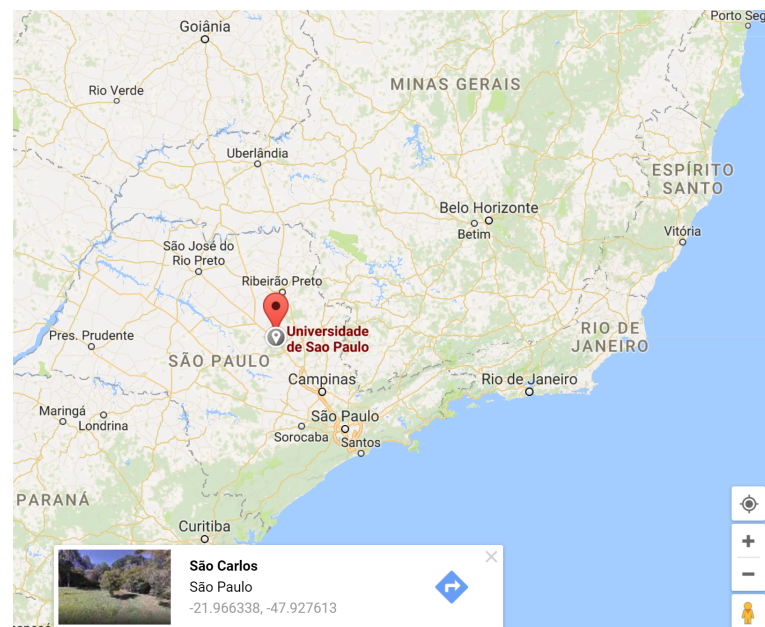 Porto Seg
Goiânia
MINAS GERAIS
Rio Verde
Uberlândia
ESPÍRITO
SANTO
Belo Horizonte
Betim
Vitória
São José do
Rio Preto
Ribeirão Preto
Universidade
de Sao Paulo
Pres. Prudente
SÃO PAULO
RIO DE
JANEIRO
Campinas
Rio de Janeiro
Maringá
Londrina
São Paulo
Sorocaba
Santos
PARANÁ
Curitiba
São Carlos
São Paulo
-21.966338, -47.927613